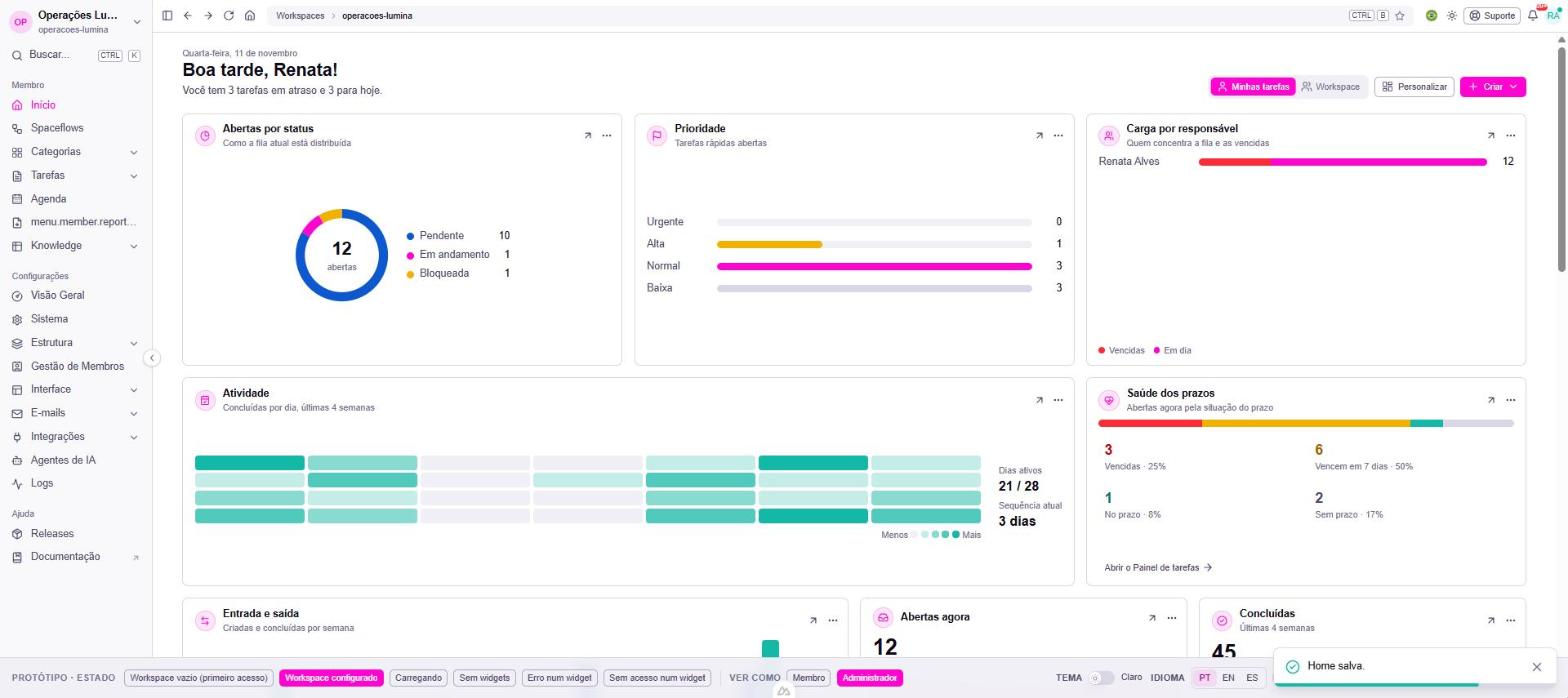 OP
Operações Lu...
operacoes-lumina
Buscar...
CTRL K
Membro
Início
Spaceflows
Categorias
Tarefas
Agenda
menu.member.report...
Knowledge
Configurações
Visão Geral
Sistema
Estrutura
Gestão de Membros
Interface
E-mails
Integrações
Agentes de IA
Logs
Ajuda
Releases
Documentação
Workspaces > operacoes-lumina
CTRL B
Suporte
RA
Quarta-feira, 11 de novembro
Boa tarde, Renata!
Você tem 3 tarefas em atraso e 3 para hoje.
Minhas tarefas
Workspace
Personalizar
+ Criar
Abertas por status
Como a fila atual está distribuída
12
abertas
Pendente 10
Em andamento 1
Bloqueada 1
Prioridade
Tarefas rápidas abertas
Urgente 0
Alta 1
Normal 3
Baixa 3
Carga por responsável
Quem concentra a fila e as vencidas
Renata Alves 12
Vencidas Em dia
Atividade
Concluídas por dia, últimas 4 semanas
Dias ativos
21 / 28
Sequência atual
3 dias
Menos Mais
Saúde dos prazos
Abertas agora pela situação do prazo
3
Vencidas · 25%
6
Vencem em 7 dias · 50%
1
No prazo · 8%
2
Sem prazo · 17%
Abrir o Painel de tarefas
Entrada e saída
Criadas e concluídas por semana
Abertas agora
12
Concluídas
Últimas 4 semanas
45
PROTÓTIPO · ESTADO
Workspace vazio (primeiro acesso)
Workspace configurado
Carregando
Sem widgets
Erro num widget
Sem acesso num widget
VER COMO
Membro
Administrador
TEMA
Claro
IDIOMA
PT EN ES
Home salva.